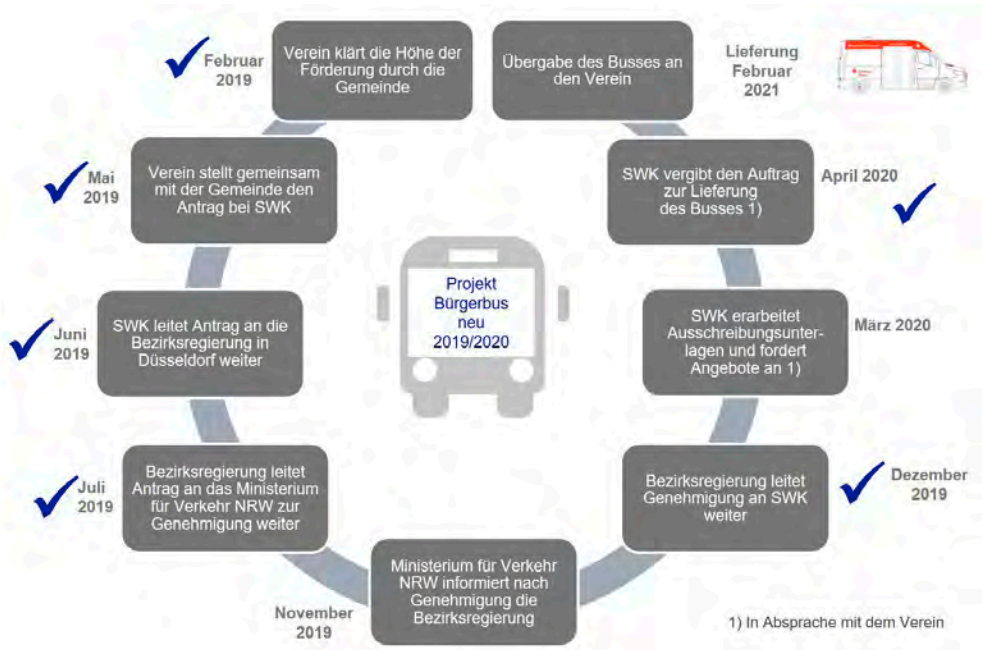 Februar
2019
Verein klärt die Höhe der
Förderung durch die
Gemeinde
Mai
2019
Verein stellt gemeinsam
mit der Gemeinde den
Antrag bei SWK
Juni
2019
SWK leitet Antrag an die
Bezirksregierung in
Düsseldorf weiter
Juli
2019
Bezirksregierung leitet
Antrag an das Ministerium
für Verkehr NRW zur
Genehmigung weiter
November
2019
Ministerium für Verkehr
NRW informiert nach
Genehmigung die
Bezirksregierung
Bezirksregierung leitet
Genehmigung an SWK
weiter
Dezember
2019
SWK erarbeitet
Ausschreibungsunter-
lagen und fordert
Angebote an 1)
März 2020
SWK vergibt den Auftrag
zur Lieferung
des Busses 1)
April 2020
Übergabe des Busses an
den Verein
Lieferung
Februar
2021
Projekt
Bürgerbus
neu
2019/2020
1) In Absprache mit dem Verein